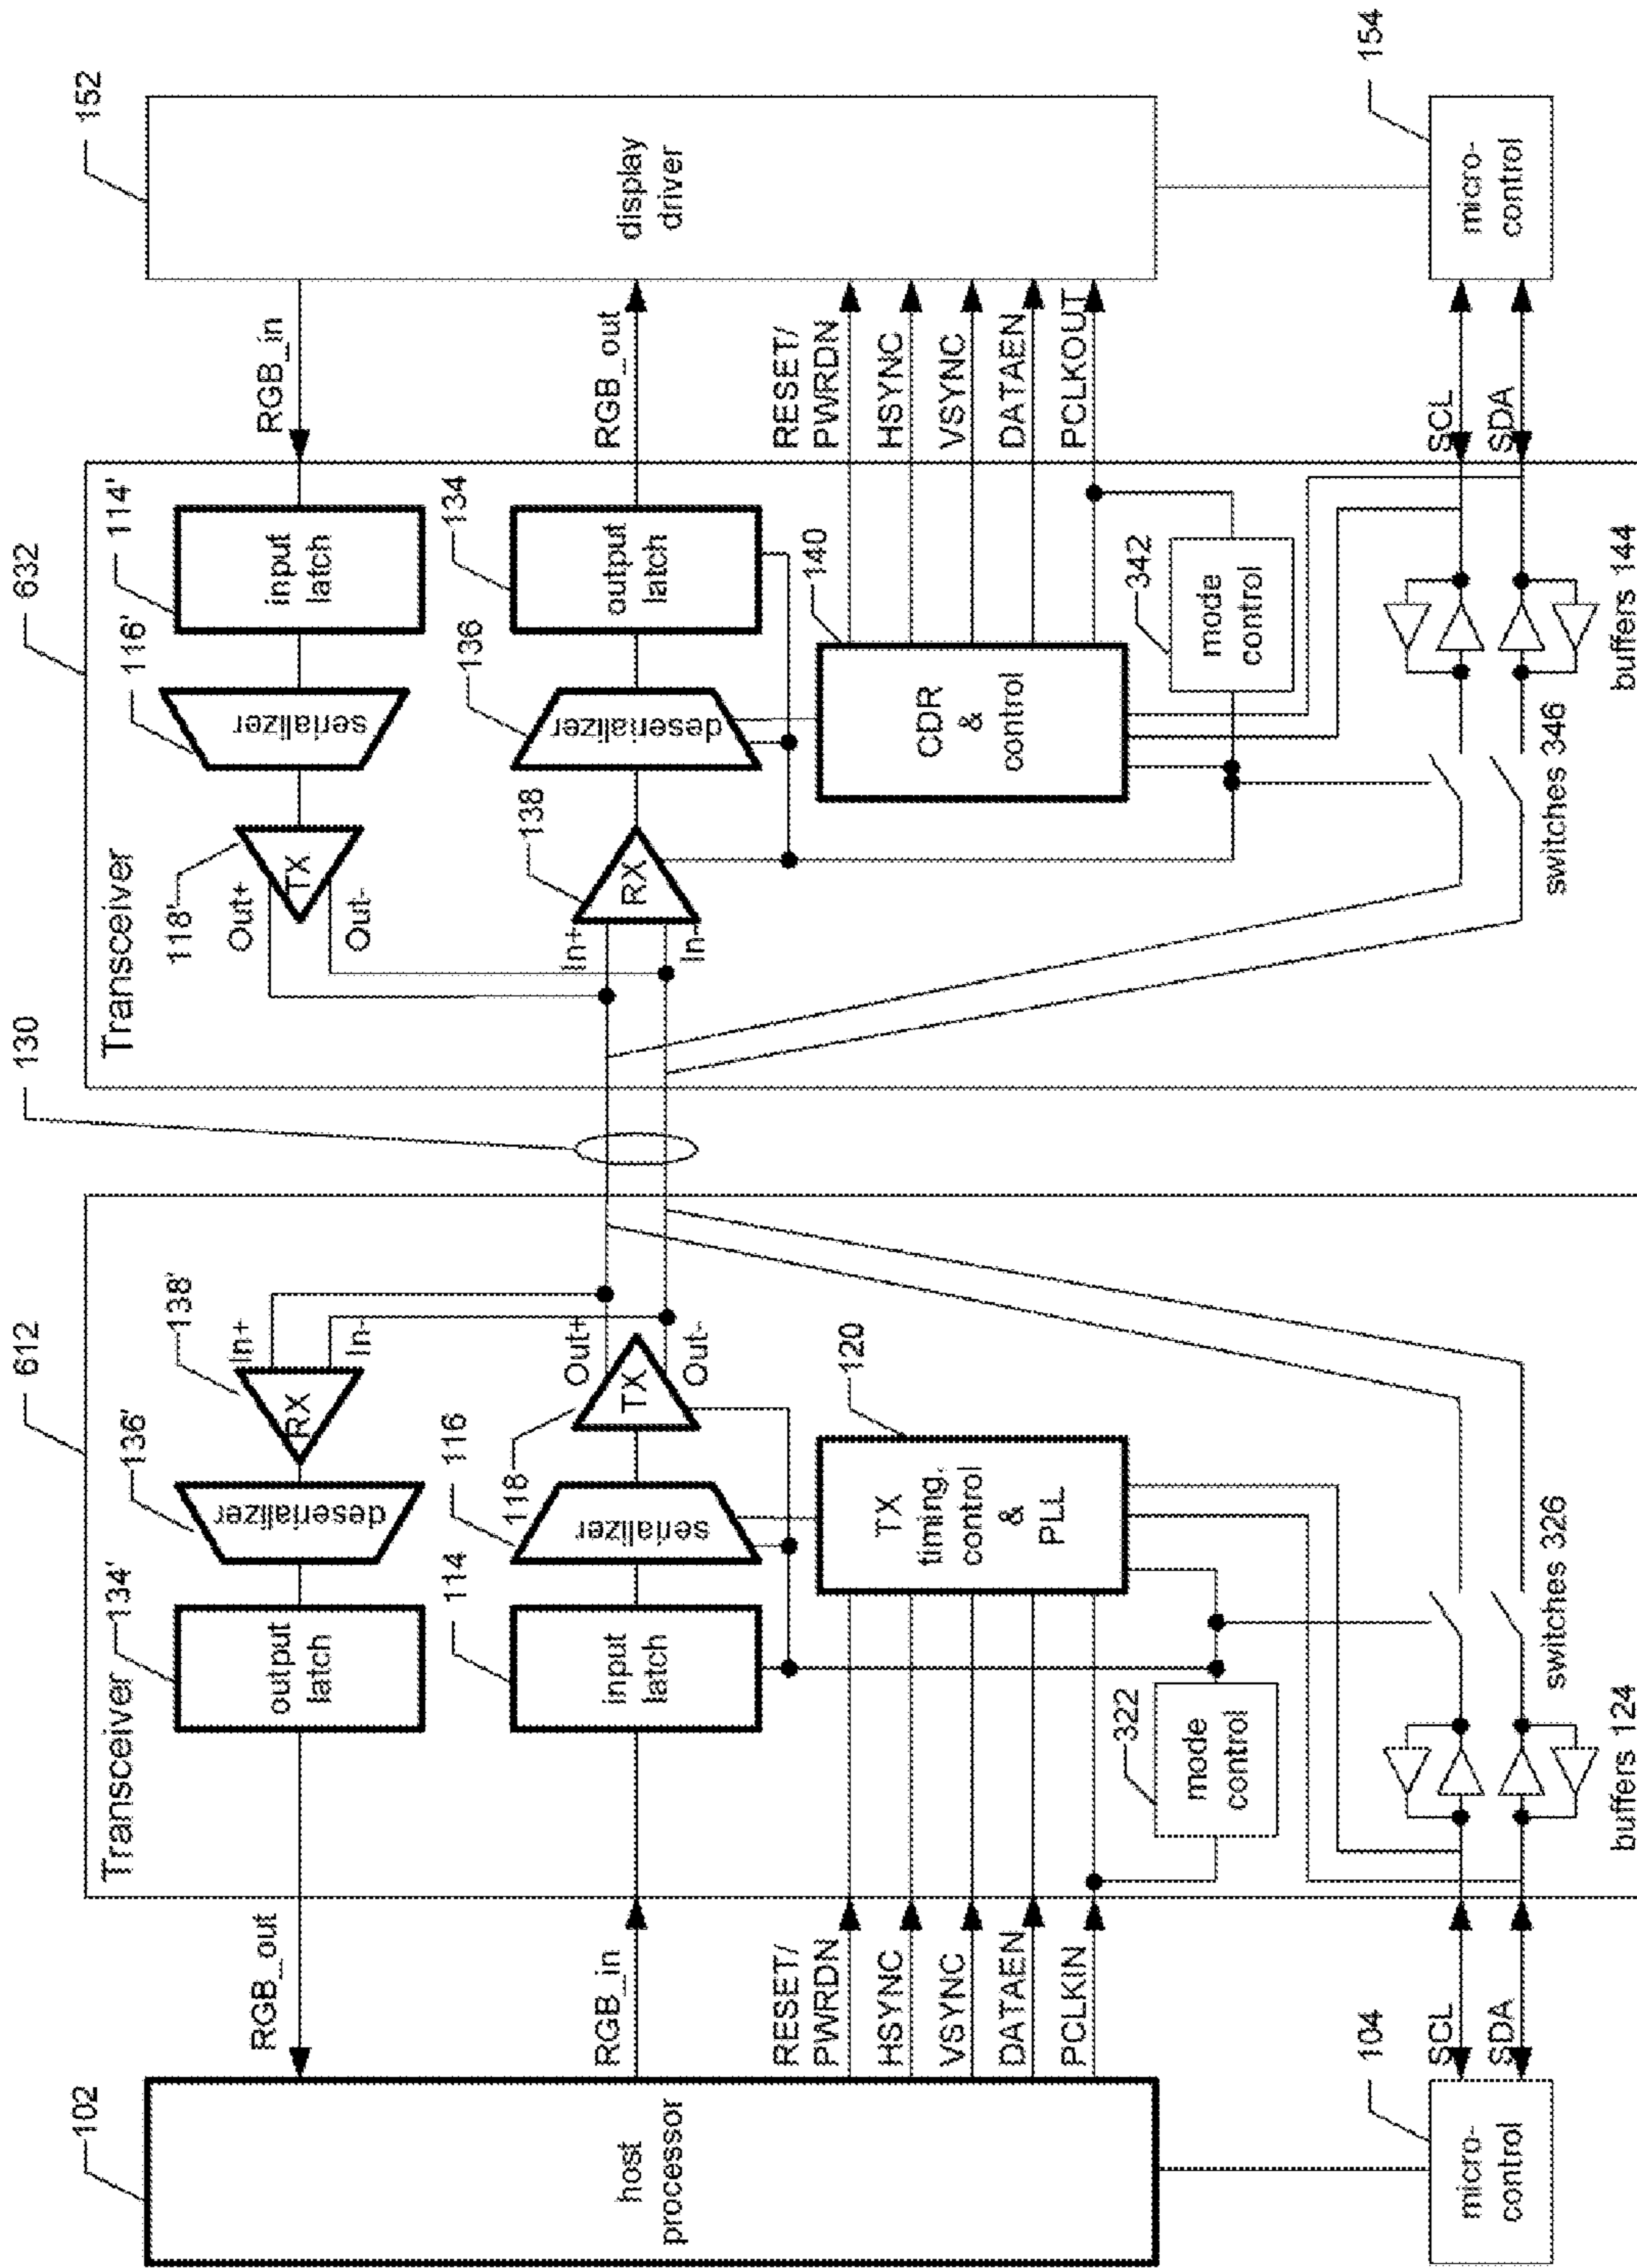 102
host
processor
104
micro-
control
RGB_out
RGB_in
RESET/
PWRDN
HSYNC
VSYNC
DATAEN
PCLKIN
SCL
SDA
612
Transceiver
134'
output
latch
136'
deserializer
138'
RX
In+
In-
114
input
latch
116
serializer
118
TX
Out+
Out-
120
TX
timing,
control
&
PLL
322
mode
control
buffers 124
switches 326
130
632
Transceiver
118'
TX
Out+
Out-
116'
serializer
114'
input
latch
138
RX
In+
In-
136
deserializer
134
output
latch
140
CDR
&
control
342
mode
control
switches 346
buffers 144
RGB_in
RGB_out
RESET/
PWRDN
HSYNC
VSYNC
DATAEN
PCLKOUT
SCL
SDA
152
display
driver
154
micro-
control